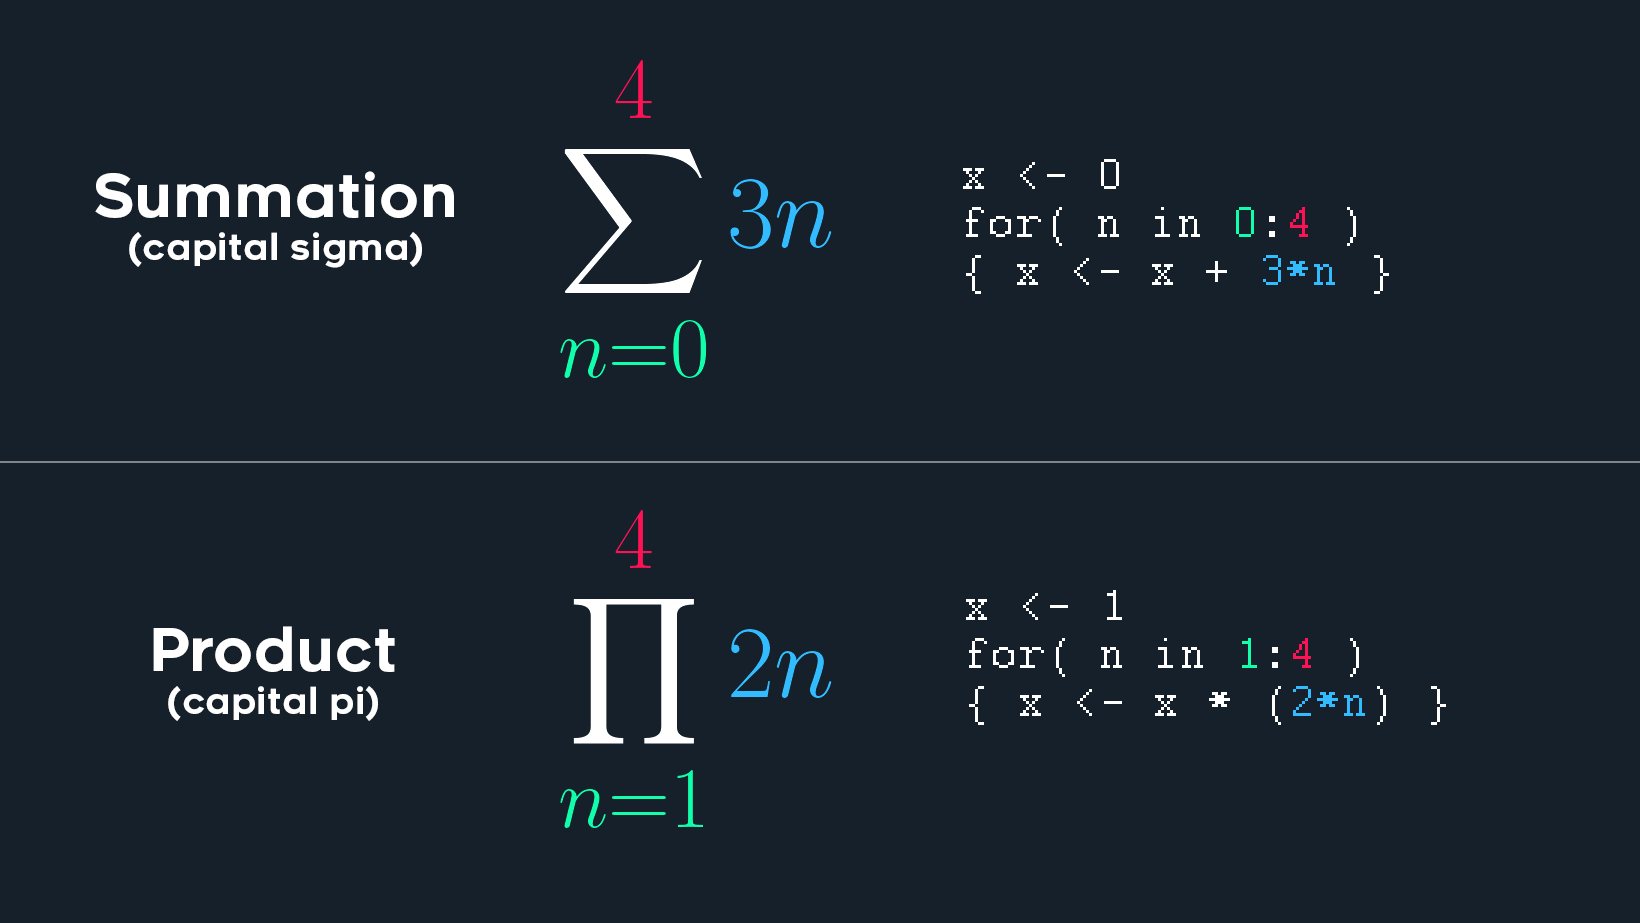 Summation
(capital sigma)
4
∑ 3n
n=0
x <- 0
for( n in 0:4 )
{ x <- x + 3*n }
Product
(capital pi)
4
∏ 2n
n=1
x <- 1
for( n in 1:4 )
{ x <- x * (2*n) }